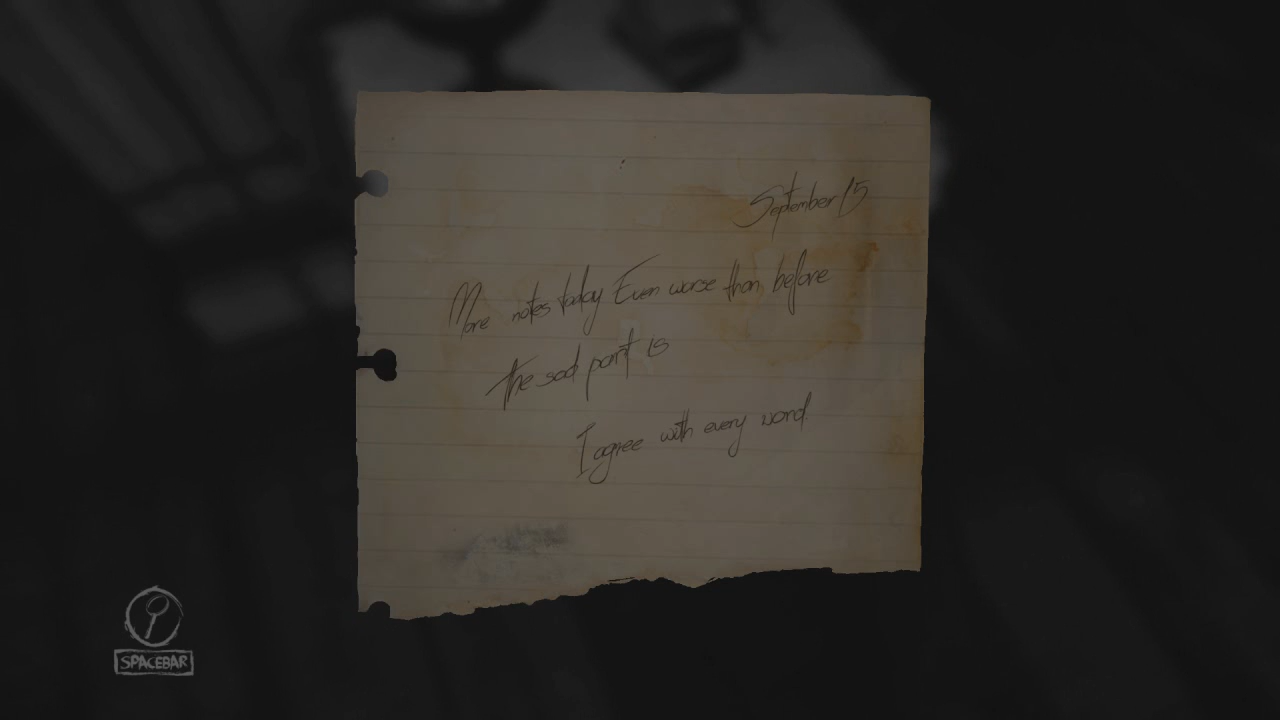 September 15
More notes today Even worse than before
the sad part is
I agree with every word.
SPACEBAR